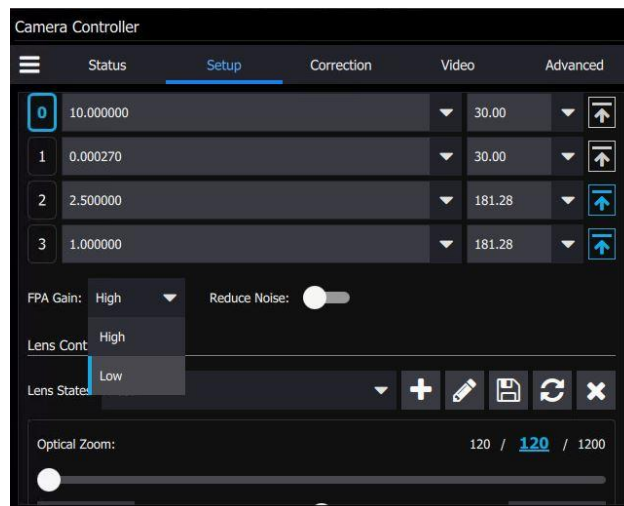 Camera Controller
Status Setup Correction Video Advanced
0 10.000000 30.00
1 0.000270 30.00
2 2.500000 181.28
3 1.000000 181.28
FPA Gain: High Reduce Noise:
High
Lens Cont
Low
Lens States
Optical Zoom: 120 / 120 / 1200